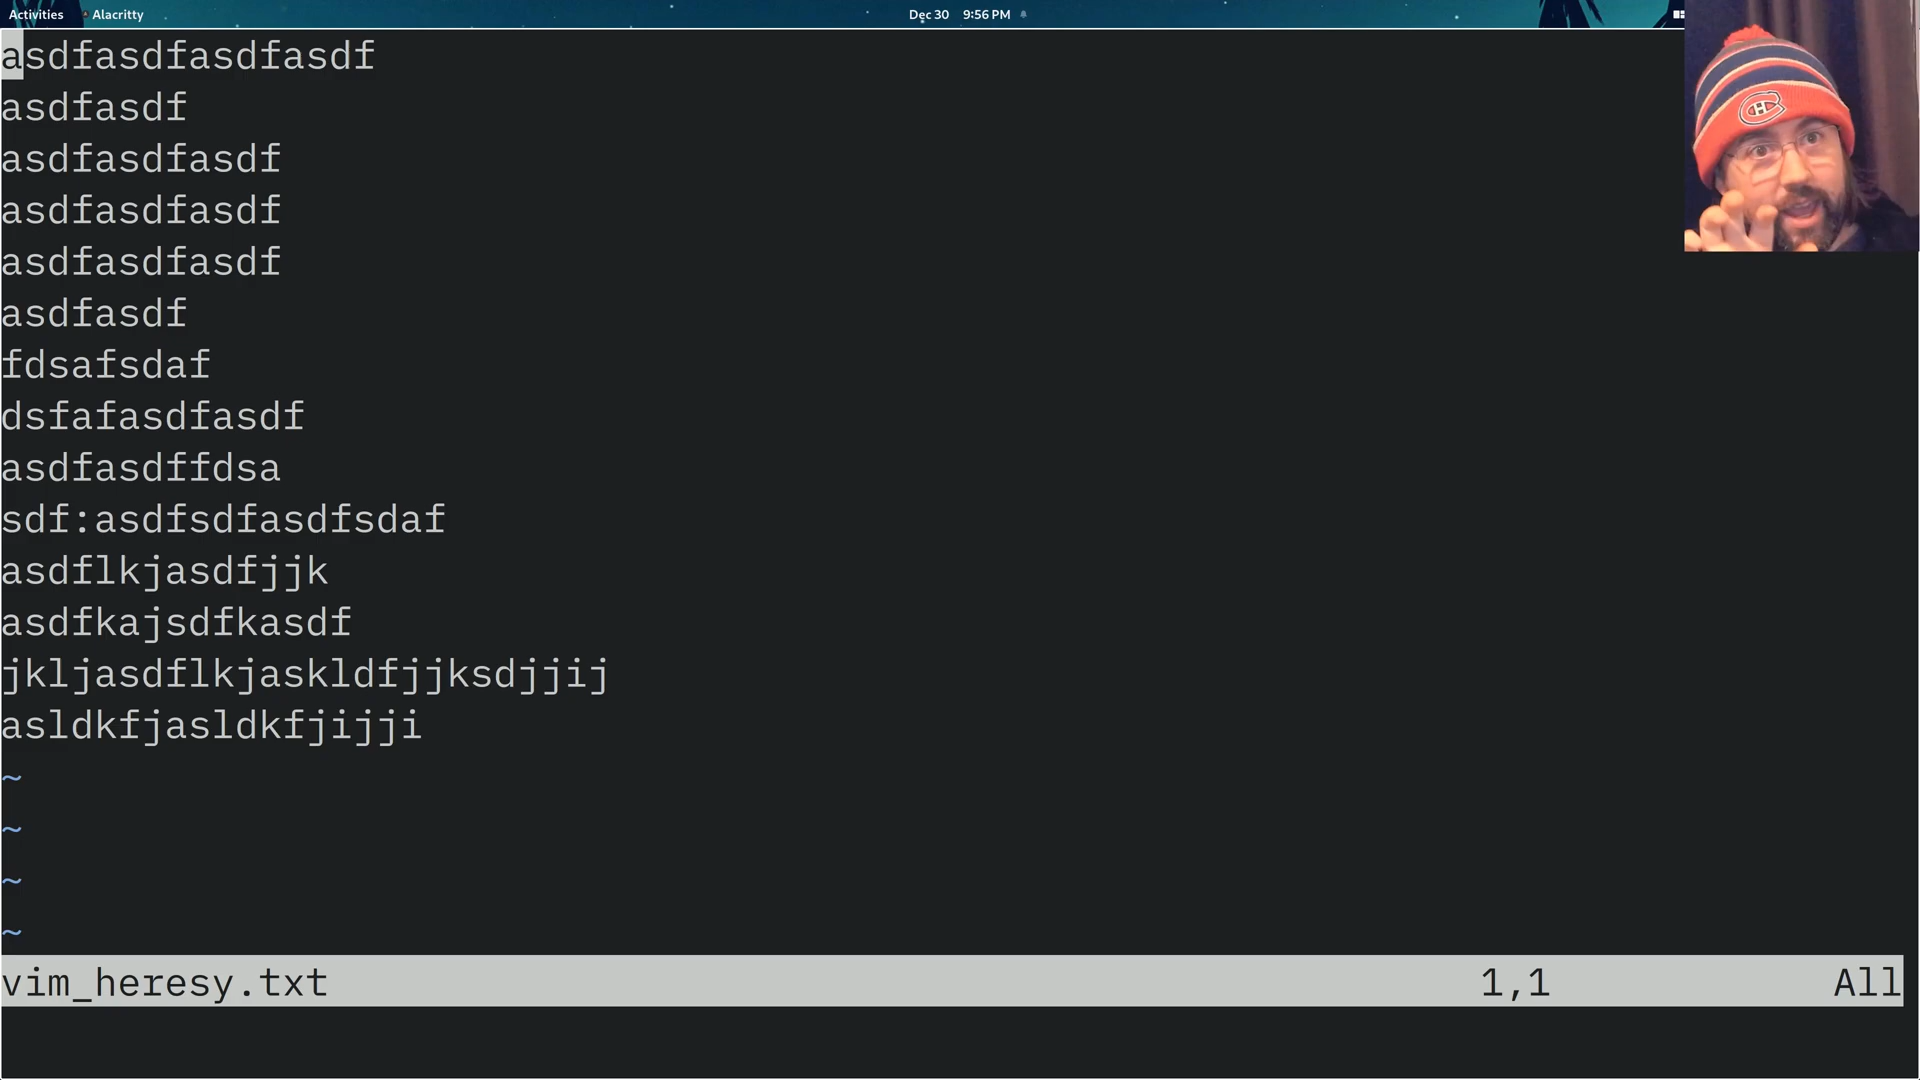 Activities Alacritty Dec 30 9:56 PM
asdfasdfasdfasdf
asdfasdf
asdfasdfasdf
asdfasdfasdf
asdfasdfasdf
asdfasdf
fdsafsdaf
dsfafasdfasdf
asdfasdffdsa
sdf:asdfsdfasdfsdaf
asdflkjasdfjjk
asdfkajsdfkasdf
jkljasdflkjaskldfjjksdjjij
asldkfjasldkfjijji
~
~
~
~
vim_heresy.txt 1,1 All